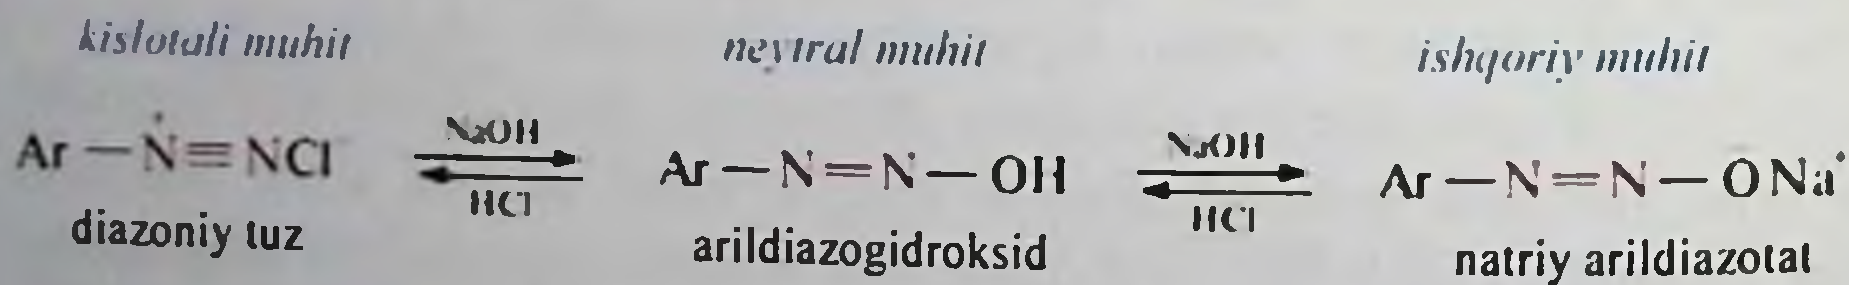 kislotali muhit neytral muhit ishqoriy muhit
NaOH NaOH
Ar — N≡NCl Ar — N=N — OH Ar — N=N — O Na
HCl HCl
diazoniy tuz arildiazogidroksid natriy arildiazotat